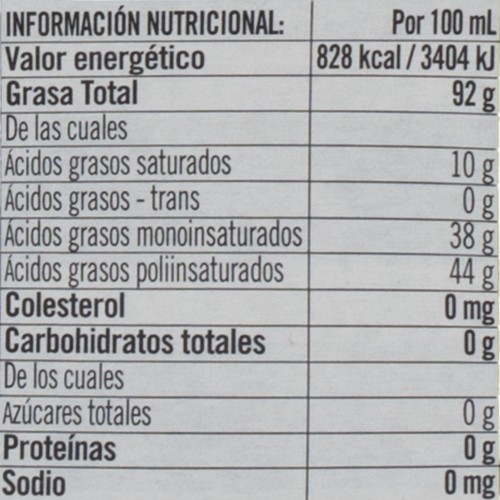 INFORMACIÓN NUTRICIONAL: Por 100 mL
Valor energético 828 kcal / 3404 kJ
Grasa Total 92 g
De las cuales
Ácidos grasos saturados 10 g
Ácidos grasos - trans 0 g
Ácidos grasos monoinsaturados 38 g
Ácidos grasos poliinsaturados 44 g
Colesterol 0 mg
Carbohidratos totales 0 g
De los cuales
Azúcares totales 0 g
Proteínas 0 g
Sodio 0 mg